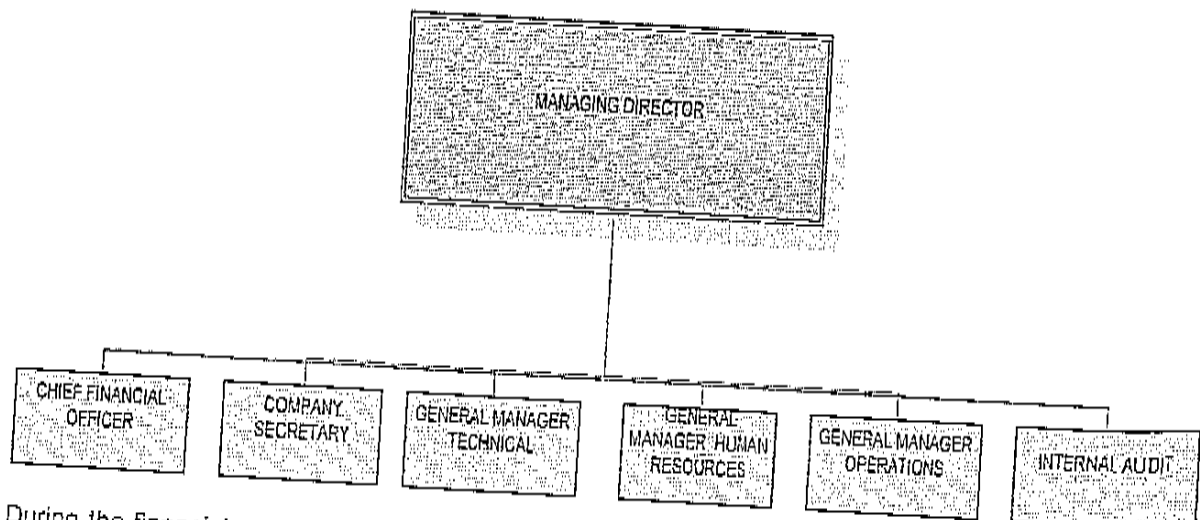 MANAGING DIRECTOR
CHIEF FINANCIAL
OFFICER
COMPANY
SECRETARY
GENERAL MANAGER
TECHNICAL
GENERAL
MANAGER HUMAN
RESOURCES
GENERAL MANAGER
OPERATIONS
INTERNAL AUDIT
During the